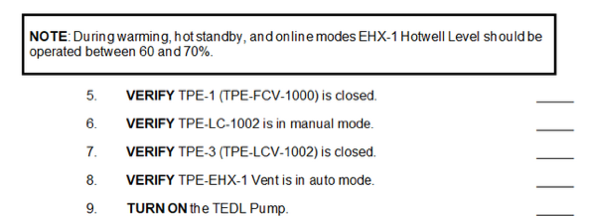 NOTE: During warming, hot standby, and online modes EHX-1 Hotwell Level should be
operated between 60 and 70%.
5. VERIFY TPE-1 (TPE-FCV-1000) is closed.
6. VERIFY TPE-LC-1002 is in manual mode.
7. VERIFY TPE-3 (TPE-LCV-1002) is closed.
8. VERIFY TPE-EHX-1 Vent is in auto mode.
9. TURN ON the TEDL Pump.